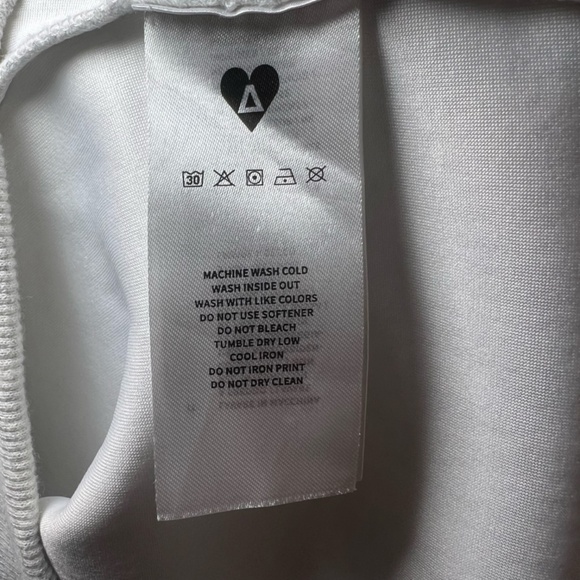 Δ
30
MACHINE WASH COLD
WASH INSIDE OUT
WASH WITH LIKE COLORS
DO NOT USE SOFTENER
DO NOT BLEACH
TUMBLE DRY LOW
COOL IRON
DO NOT IRON PRINT
DO NOT DRY CLEAN